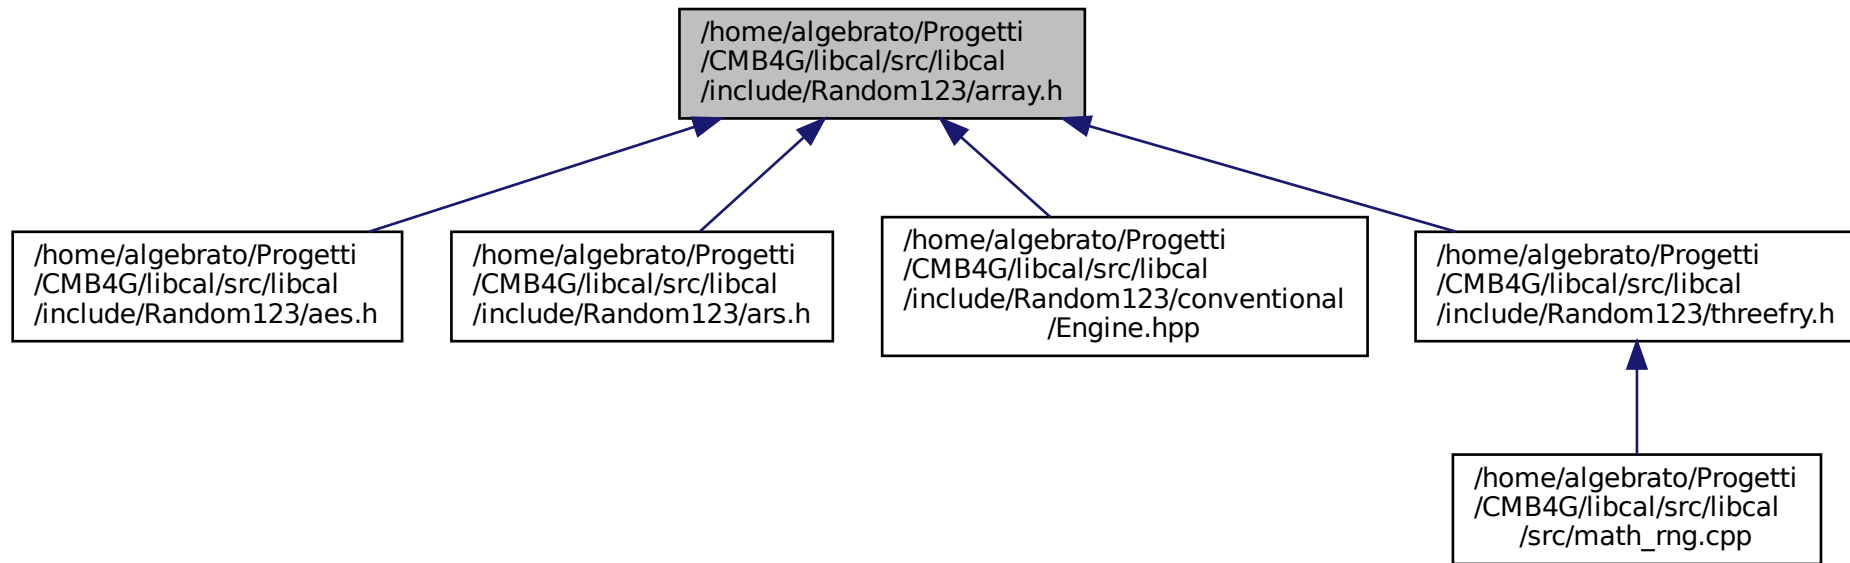 /home/algebrato/Progetti
/CMB4G/libcal/src/libcal
/include/Random123/array.h
/home/algebrato/Progetti
/CMB4G/libcal/src/libcal
/include/Random123/aes.h
/home/algebrato/Progetti
/CMB4G/libcal/src/libcal
/include/Random123/ars.h
/home/algebrato/Progetti
/CMB4G/libcal/src/libcal
/include/Random123/conventional
/Engine.hpp
/home/algebrato/Progetti
/CMB4G/libcal/src/libcal
/include/Random123/threefry.h
/home/algebrato/Progetti
/CMB4G/libcal/src/libcal
/src/math_rng.cpp